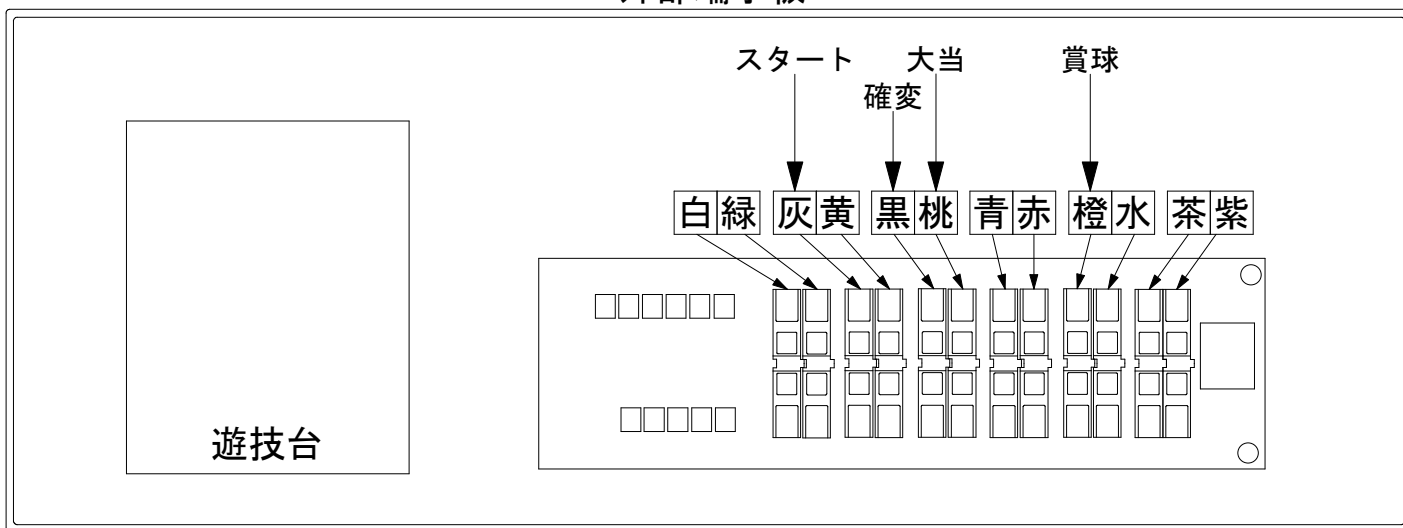 スタート 大当 賞球
確変
白緑 灰黄 黒桃 青赤 橙水 茶紫
遊技台